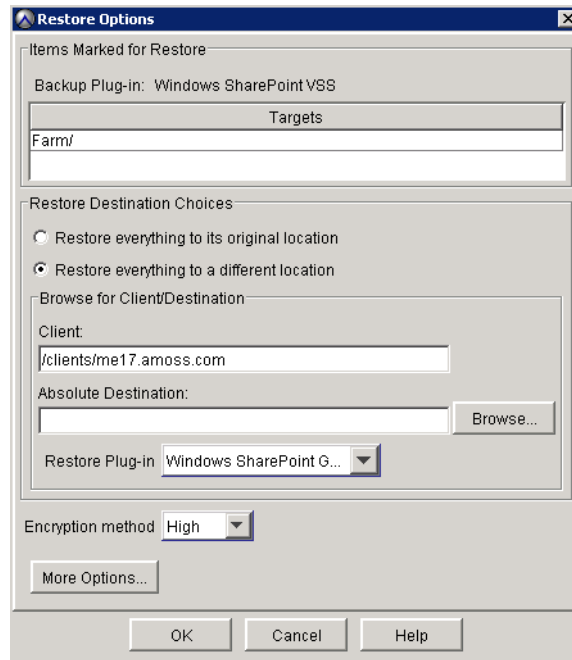 Restore Options
Items Marked for Restore
Backup Plug-in: Windows SharePoint VSS
Targets
Farm/
Restore Destination Choices
Restore everything to its original location
Restore everything to a different location
Browse for Client/Destination
Client:
/clients/me17.amoss.com
Absolute Destination:
Browse...
Restore Plug-in Windows SharePoint G...
Encryption method High
More Options...
OK Cancel Help